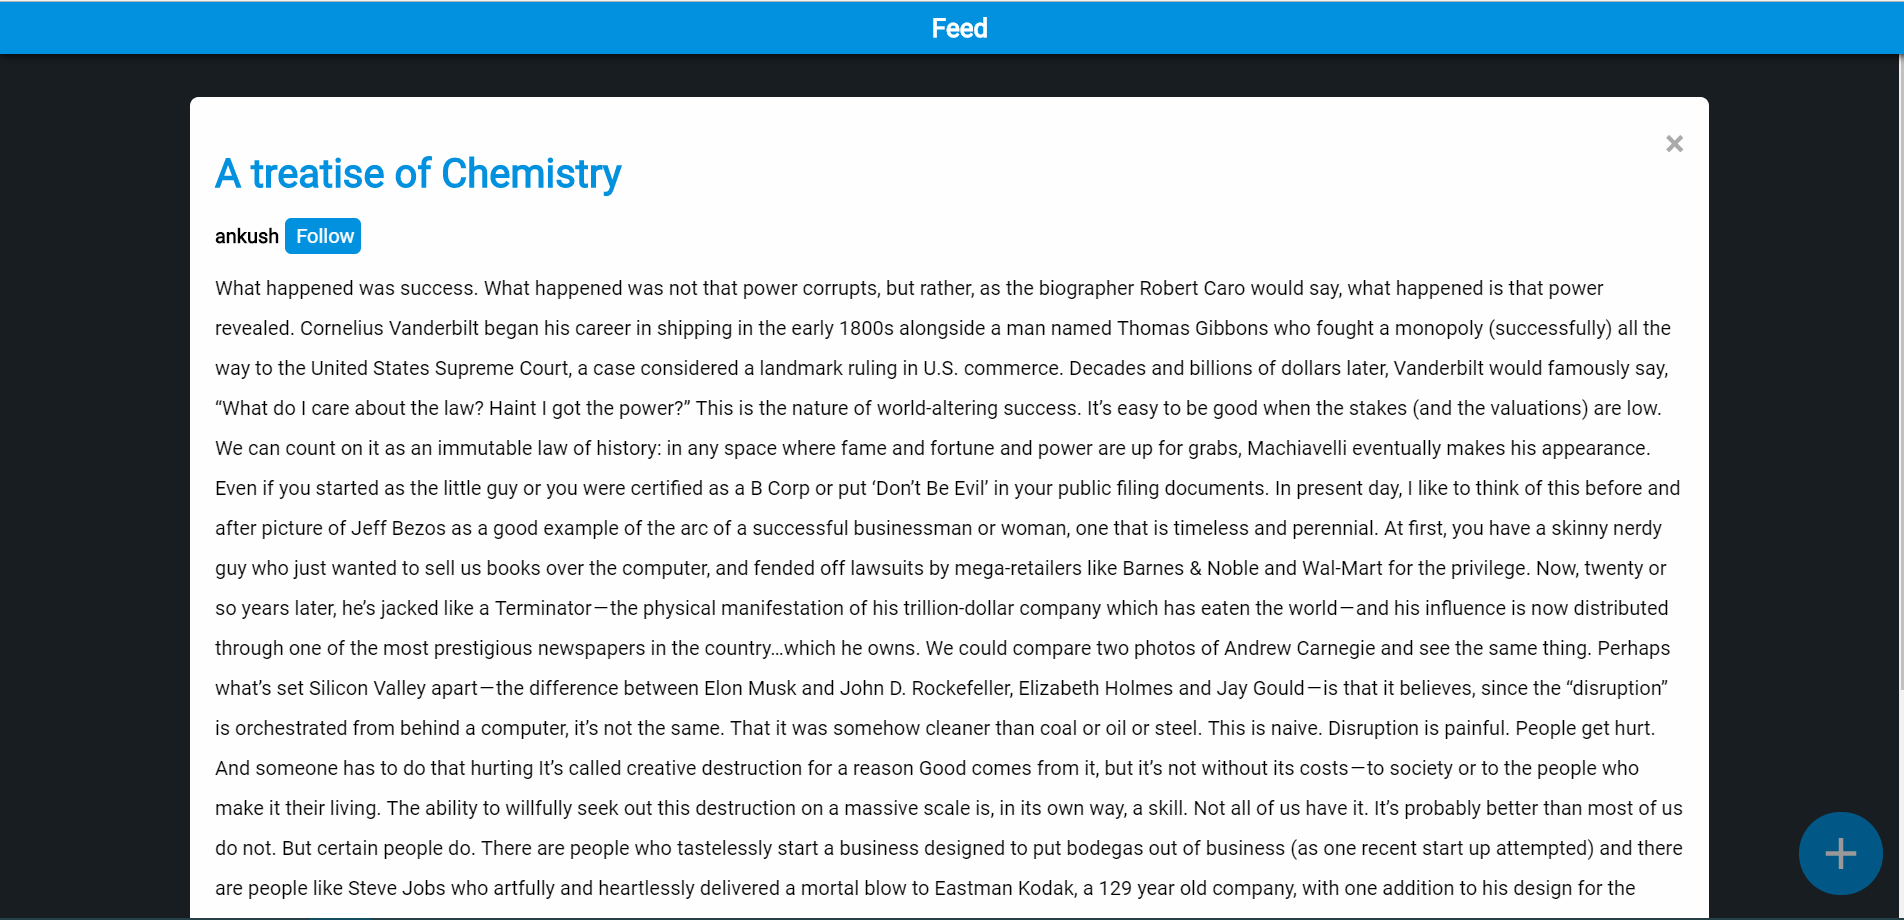 Feed
×
A treatise of Chemistry
ankush Follow
What happened was success. What happened was not that power corrupts, but rather, as the biographer Robert Caro would say, what happened is that power
revealed. Cornelius Vanderbilt began his career in shipping in the early 1800s alongside a man named Thomas Gibbons who fought a monopoly (successfully) all the
way to the United States Supreme Court, a case considered a landmark ruling in U.S. commerce. Decades and billions of dollars later, Vanderbilt would famously say,
“What do I care about the law? Haint I got the power?” This is the nature of world-altering success. It’s easy to be good when the stakes (and the valuations) are low.
We can count on it as an immutable law of history: in any space where fame and fortune and power are up for grabs, Machiavelli eventually makes his appearance.
Even if you started as the little guy or you were certified as a B Corp or put ‘Don’t Be Evil’ in your public filing documents. In present day, I like to think of this before and
after picture of Jeff Bezos as a good example of the arc of a successful businessman or woman, one that is timeless and perennial. At first, you have a skinny nerdy
guy who just wanted to sell us books over the computer, and fended off lawsuits by mega-retailers like Barnes & Noble and Wal-Mart for the privilege. Now, twenty or
so years later, he’s jacked like a Terminator—the physical manifestation of his trillion-dollar company which has eaten the world—and his influence is now distributed
through one of the most prestigious newspapers in the country…which he owns. We could compare two photos of Andrew Carnegie and see the same thing. Perhaps
what’s set Silicon Valley apart—the difference between Elon Musk and John D. Rockefeller, Elizabeth Holmes and Jay Gould—is that it believes, since the “disruption”
is orchestrated from behind a computer, it’s not the same. That it was somehow cleaner than coal or oil or steel. This is naive. Disruption is painful. People get hurt.
And someone has to do that hurting It’s called creative destruction for a reason Good comes from it, but it’s not without its costs—to society or to the people who
make it their living. The ability to willfully seek out this destruction on a massive scale is, in its own way, a skill. Not all of us have it. It’s probably better than most of us
do not. But certain people do. There are people who tastelessly start a business designed to put bodegas out of business (as one recent start up attempted) and there
are people like Steve Jobs who artfully and heartlessly delivered a mortal blow to Eastman Kodak, a 129 year old company, with one addition to his design for the
+